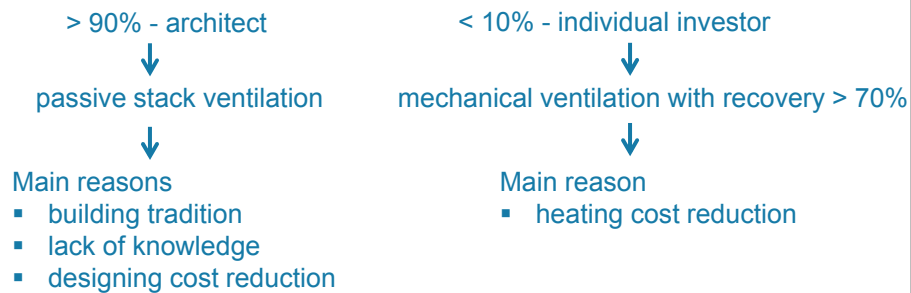 > 90% - architect
passive stack ventilation
Main reasons
▪ building tradition
▪ lack of knowledge
▪ designing cost reduction
< 10% - individual investor
mechanical ventilation with recovery > 70%
Main reason
▪ heating cost reduction